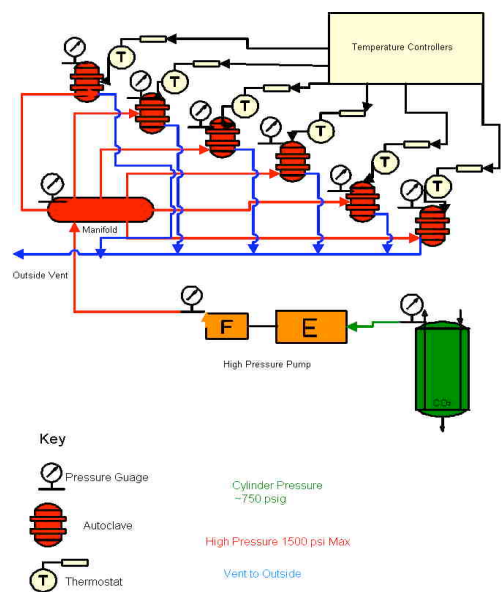 Temperature Controllers
T
T
T
T
T
T
Manifold
Outside Vent
F
E
High Pressure Pump
CO₂
Key
Pressure Guage
Cylinder Pressure
~750 psig
Autoclave
High Pressure 1500 psi Max
T
Thermostat
Vent to Outside